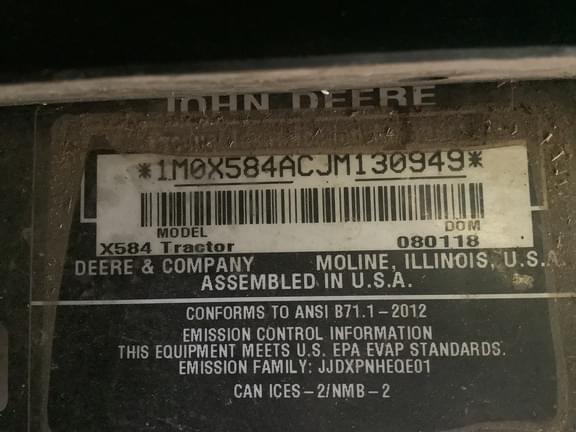 JOHN DEERE
*1M0X584ACJM130949*
MODEL DOM
X584 Tractor 080118
DEERE & COMPANY MOLINE, ILLINOIS, U.S.A.
ASSEMBLED IN U.S.A.
CONFORMS TO ANSI B71.1-2012
EMISSION CONTROL INFORMATION
THIS EQUIPMENT MEETS U.S. EPA EVAP STANDARDS.
EMISSION FAMILY: JJDXPNHEQE01
CAN ICES-2/NMB-2